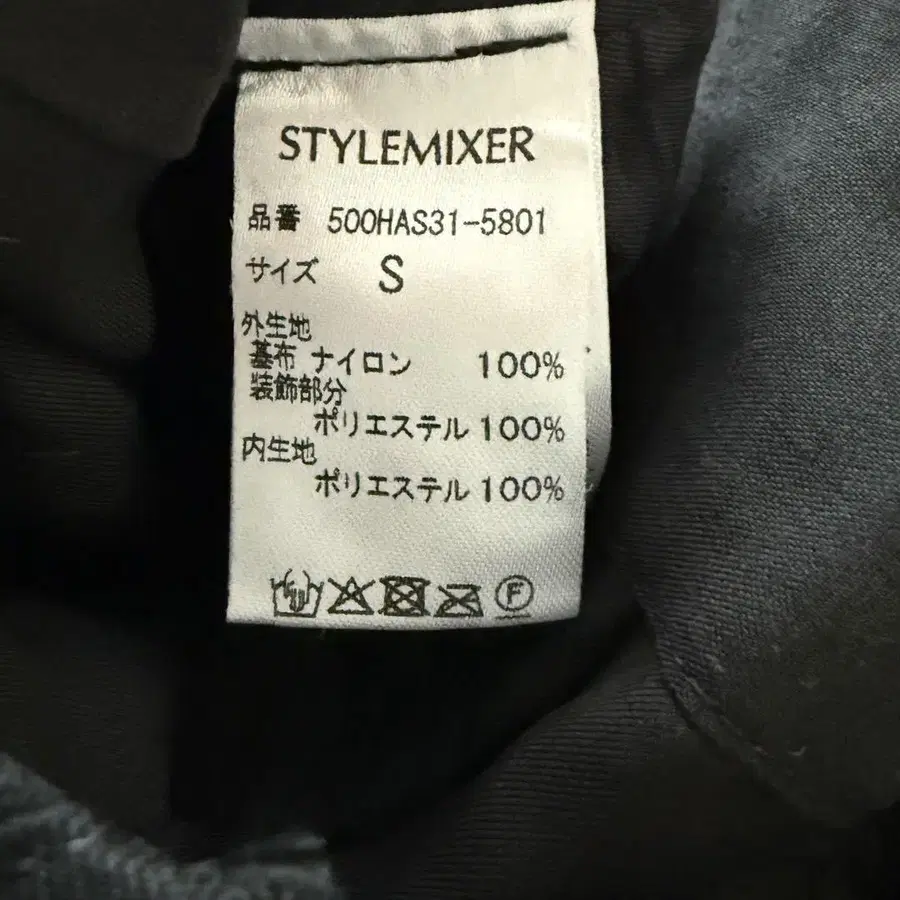 STYLEMIXER
品番 500HAS31-5801
サイズ S
外生地
基布 ナイロン 100%
装飾部分
ポリエステル 100%
内生地
ポリエステル 100%
F